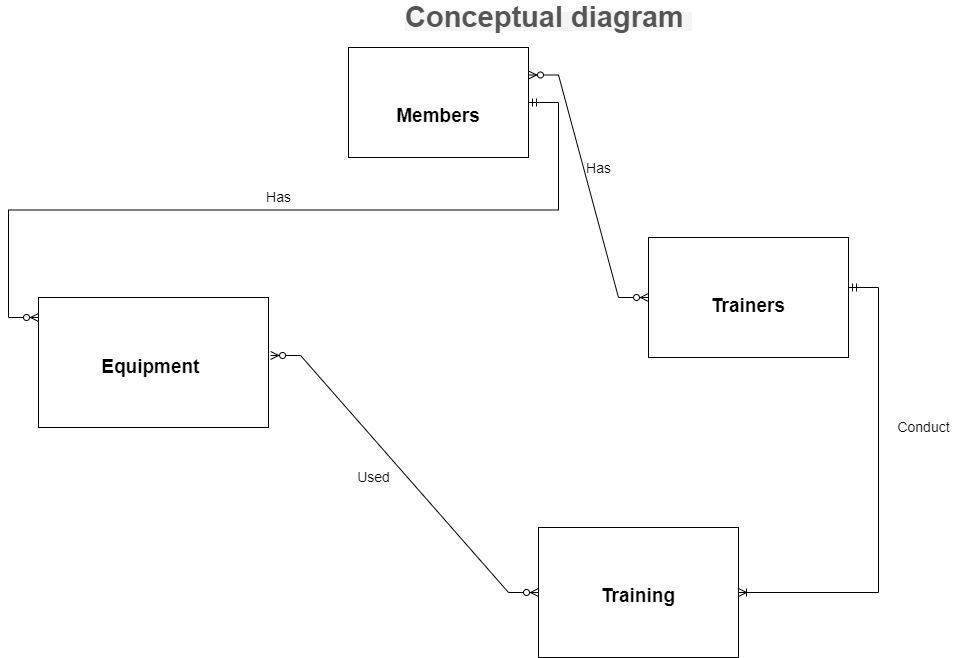 Conceptual diagram
Members
Has
Has
Trainers
Equipment
Conduct
Used
Training